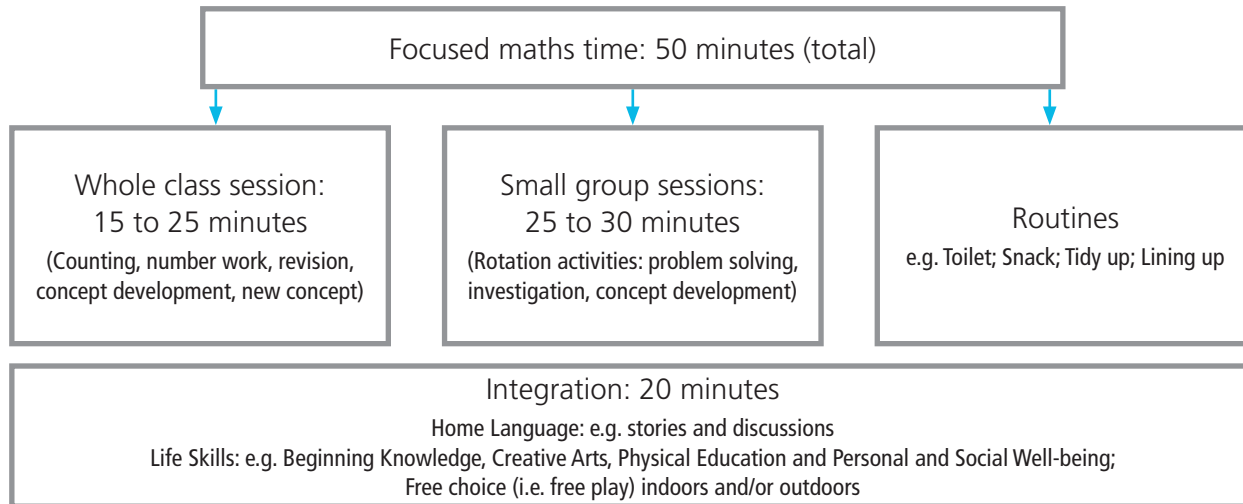 Focused maths time: 50 minutes (total)
Whole class session:
15 to 25 minutes
(Counting, number work, revision,
concept development, new concept)
Small group sessions:
25 to 30 minutes
(Rotation activities: problem solving,
investigation, concept development)
Routines
e.g. Toilet; Snack; Tidy up; Lining up
Integration: 20 minutes
Home Language: e.g. stories and discussions
Life Skills: e.g. Beginning Knowledge, Creative Arts, Physical Education and Personal and Social Well-being;
Free choice (i.e. free play) indoors and/or outdoors